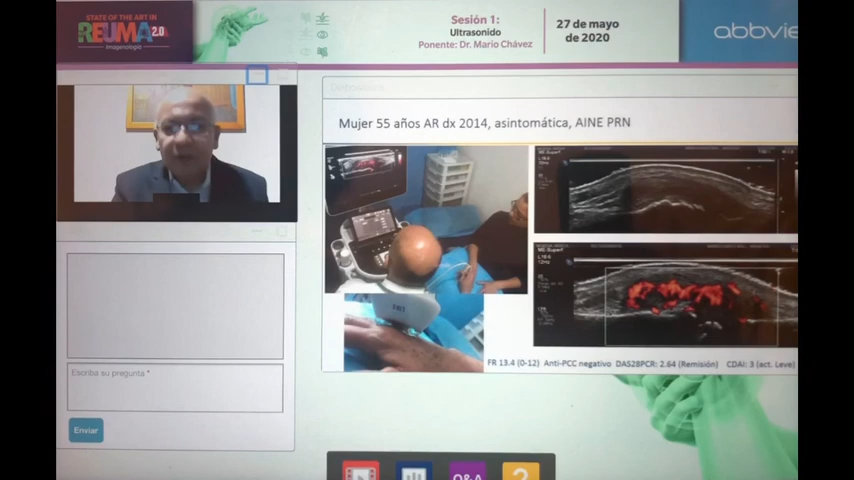 STATE OF THE ART IN
REUMA 2.0
Imagenología
Sesión 1:
Ultrasonido
Ponente: Dr. Mario Chávez
27 de mayo
de 2020
abbvie
Mujer 55 años AR dx 2014, asintomática, AINE PRN
FR 13.4 (0-12) Anti-PCC negativo DAS28PCR: 2.64 (Remisión) CDAI: 3 (act. Leve)
Escriba su pregunta *
Enviar
Q&A
?